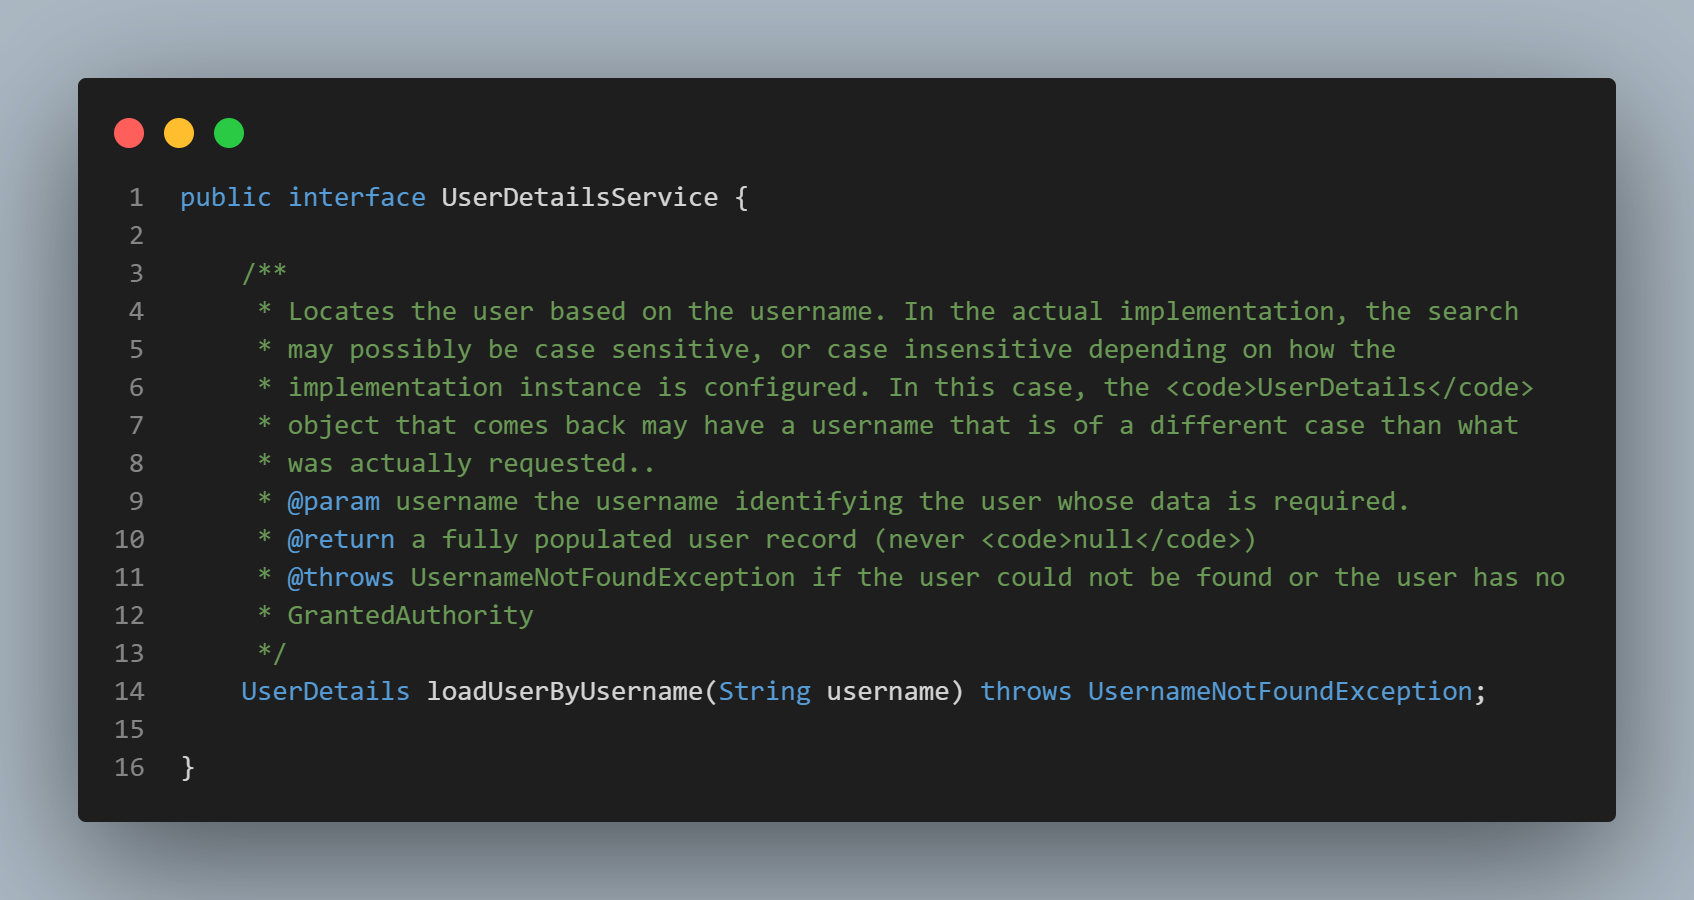 1 public interface UserDetailsService {
2
3     /**
4      * Locates the user based on the username. In the actual implementation, the search
5      * may possibly be case sensitive, or case insensitive depending on how the
6      * implementation instance is configured. In this case, the <code>UserDetails</code>
7      * object that comes back may have a username that is of a different case than what
8      * was actually requested..
9      * @param username the username identifying the user whose data is required.
10      * @return a fully populated user record (never <code>null</code>)
11      * @throws UsernameNotFoundException if the user could not be found or the user has no
12      * GrantedAuthority
13      */
14     UserDetails loadUserByUsername(String username) throws UsernameNotFoundException;
15
16 }